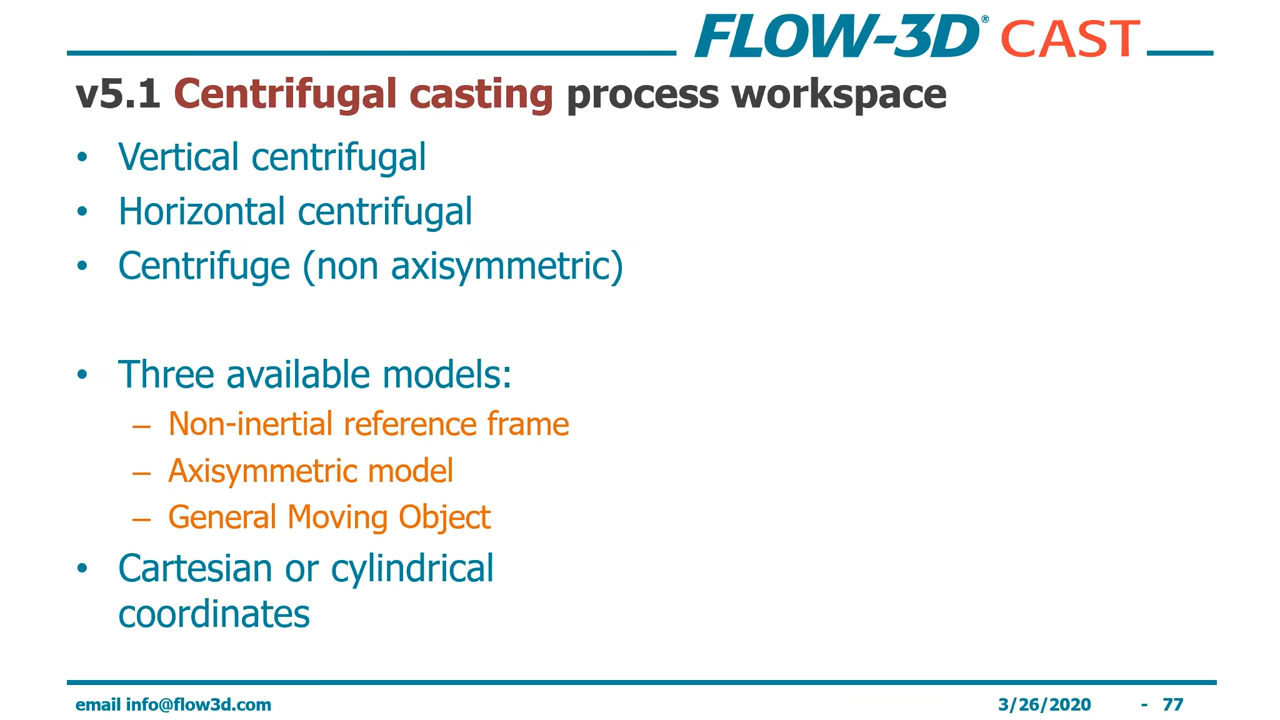 FLOW-3D® CAST
v5.1 Centrifugal casting process workspace
• Vertical centrifugal
• Horizontal centrifugal
• Centrifuge (non axisymmetric)
• Three available models:
– Non-inertial reference frame
– Axisymmetric model
– General Moving Object
• Cartesian or cylindrical
coordinates
email info@flow3d.com 3/26/2020 - 77